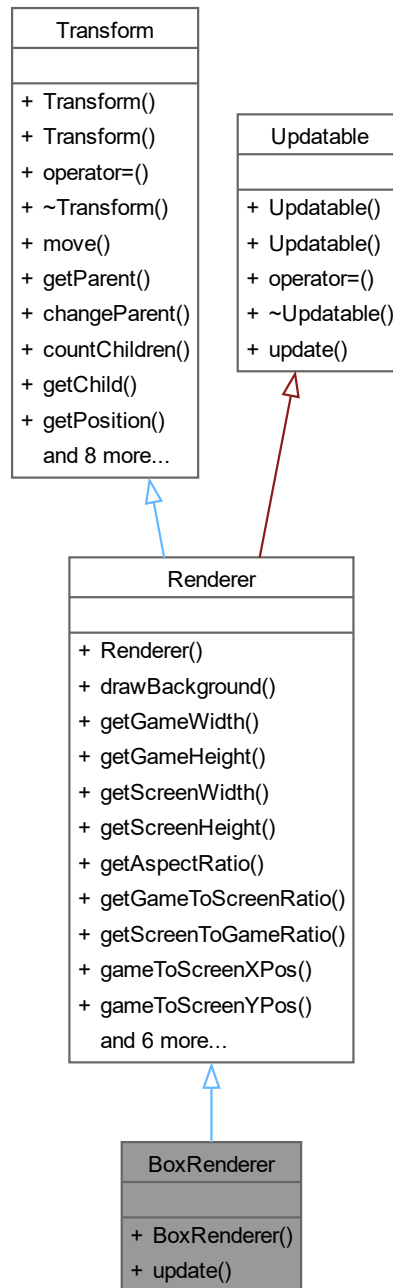 Transform
+ Transform()
+ Transform()
+ operator=()
+ ~Transform()
+ move()
+ getParent()
+ changeParent()
+ countChildren()
+ getChild()
+ getPosition()
and 8 more...
Updatable
+ Updatable()
+ Updatable()
+ operator=()
+ ~Updatable()
+ update()
Renderer
+ Renderer()
+ drawBackground()
+ getGameWidth()
+ getGameHeight()
+ getScreenWidth()
+ getScreenHeight()
+ getAspectRatio()
+ getGameToScreenRatio()
+ getScreenToGameRatio()
+ gameToScreenXPos()
+ gameToScreenYPos()
and 6 more...
BoxRenderer
+ BoxRenderer()
+ update()